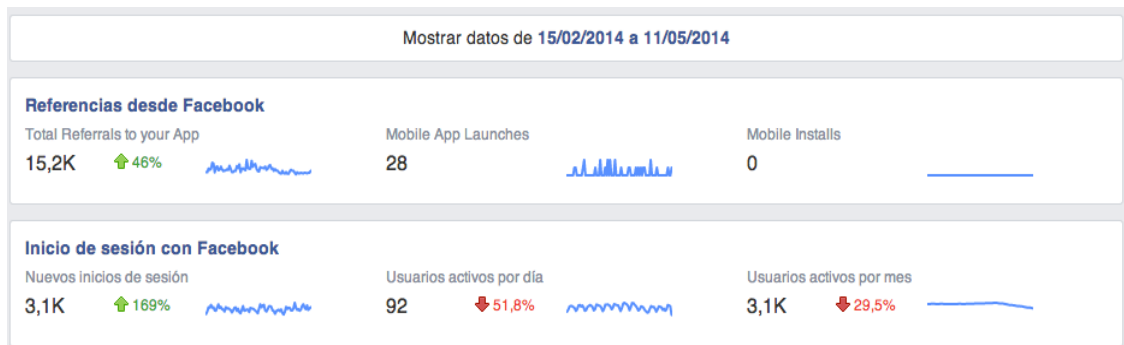 Mostrar datos de 15/02/2014 a 11/05/2014
Referencias desde Facebook
Total Referrals to your App
15,2K 46%
Mobile App Launches
28
Mobile Installs
0
Inicio de sesión con Facebook
Nuevos inicios de sesión
3,1K 169%
Usuarios activos por día
92 51,8%
Usuarios activos por mes
3,1K 29,5%